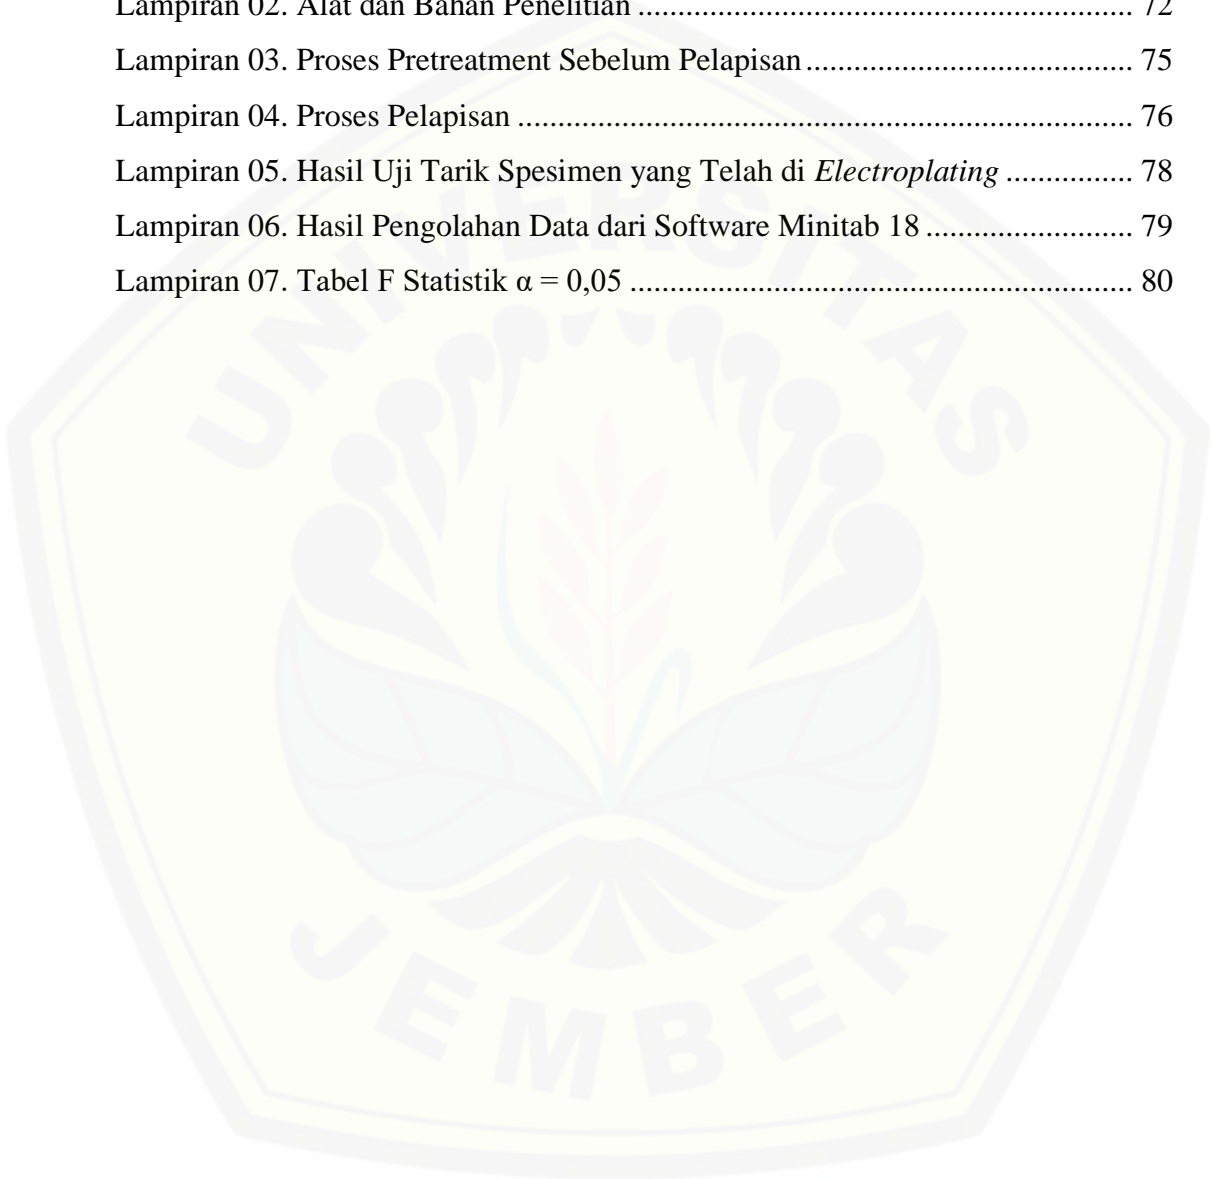 Lampiran 02. Alat dan Bahan Penelitian .............................................................. 72
Lampiran 03. Proses Pretreatment Sebelum Pelapisan ......................................... 75
Lampiran 04. Proses Pelapisan ............................................................................. 76
Lampiran 05. Hasil Uji Tarik Spesimen yang Telah di Electroplating ................ 78
Lampiran 06. Hasil Pengolahan Data dari Software Minitab 18 .......................... 79
Lampiran 07. Tabel F Statistik α = 0,05 ............................................................... 80
UNIVERSITAS
JEMBER